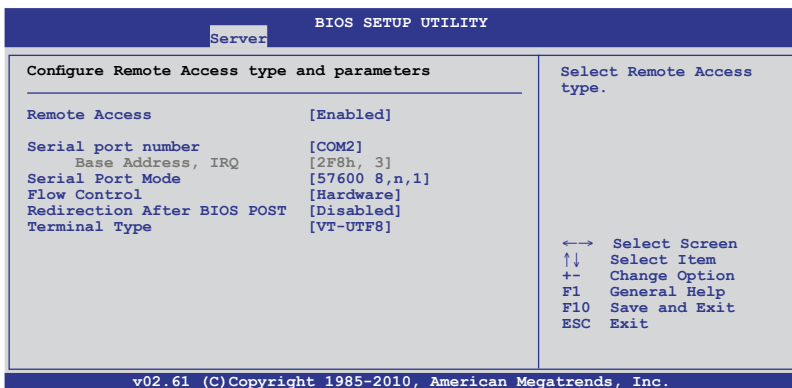 BIOS SETUP UTILITY
Server
Configure Remote Access type and parameters
Remote Access [Enabled]
Serial port number [COM2]
Base Address, IRQ [2F8h, 3]
Serial Port Mode [57600 8,n,1]
Flow Control [Hardware]
Redirection After BIOS POST [Disabled]
Terminal Type [VT-UTF8]
Select Remote Access
type.
←→ Select Screen
↑↓ Select Item
+- Change Option
F1 General Help
F10 Save and Exit
ESC Exit
v02.61 (C)Copyright 1985-2010, American Megatrends, Inc.